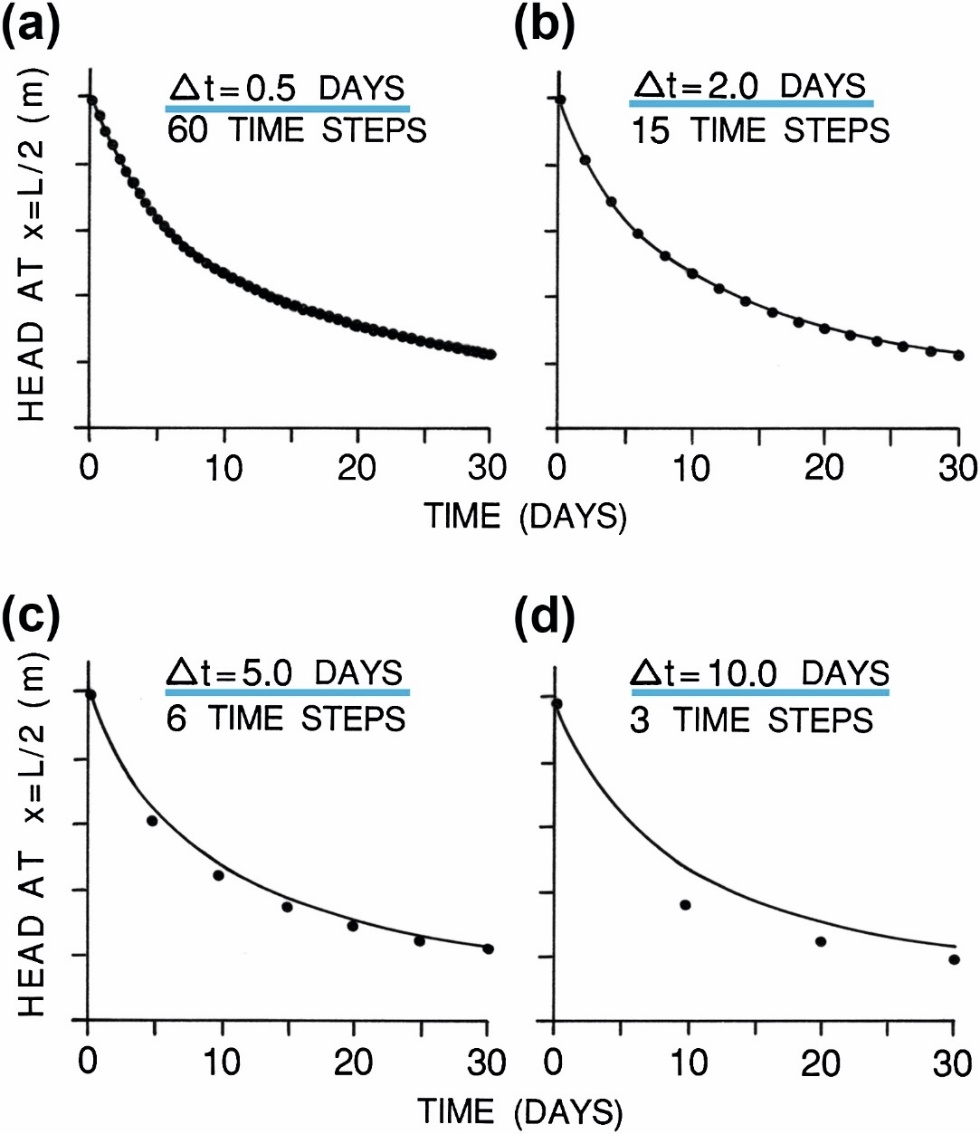 (a)
HEAD AT x=L/2 (m)
Δt=0.5 DAYS
60 TIME STEPS
0 10 20 30
(b)
Δt=2.0 DAYS
15 TIME STEPS
0 10 20 30
TIME (DAYS)
(c)
HEAD AT x=L/2 (m)
Δt=5.0 DAYS
6 TIME STEPS
0 10 20 30
(d)
Δt=10.0 DAYS
3 TIME STEPS
0 10 20 30
TIME (DAYS)